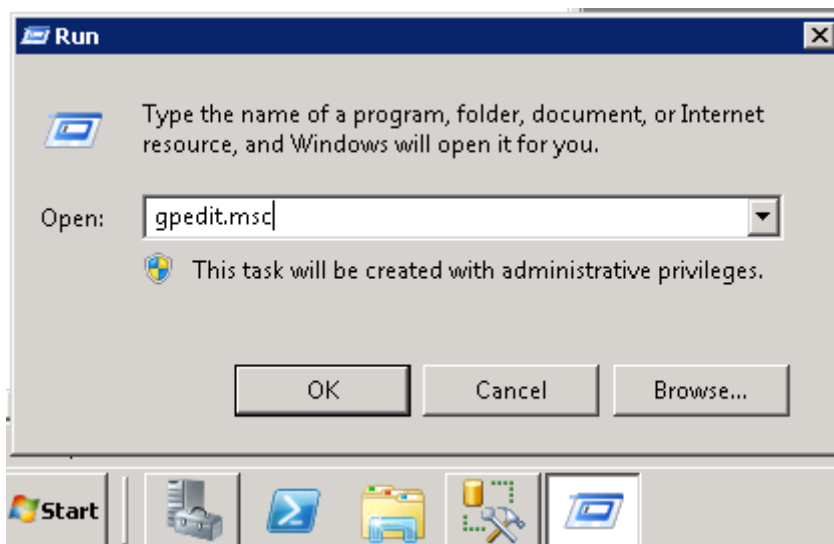 Run
Type the name of a program, folder, document, or Internet
resource, and Windows will open it for you.
Open:
gpedit.msc
This task will be created with administrative privileges.
OK
Cancel
Browse...
Start